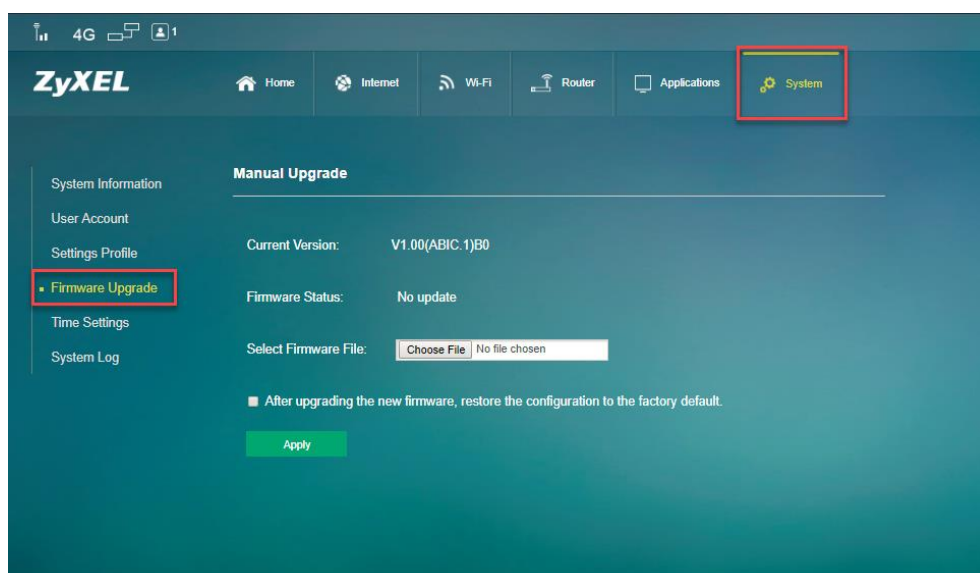 4G 1
ZyXEL Home Internet Wi-Fi Router Applications System
System Information
User Account
Settings Profile
Firmware Upgrade
Time Settings
System Log
Manual Upgrade
Current Version: V1.00(ABIC.1)B0
Firmware Status: No update
Select Firmware File: Choose File No file chosen
After upgrading the new firmware, restore the configuration to the factory default.
Apply